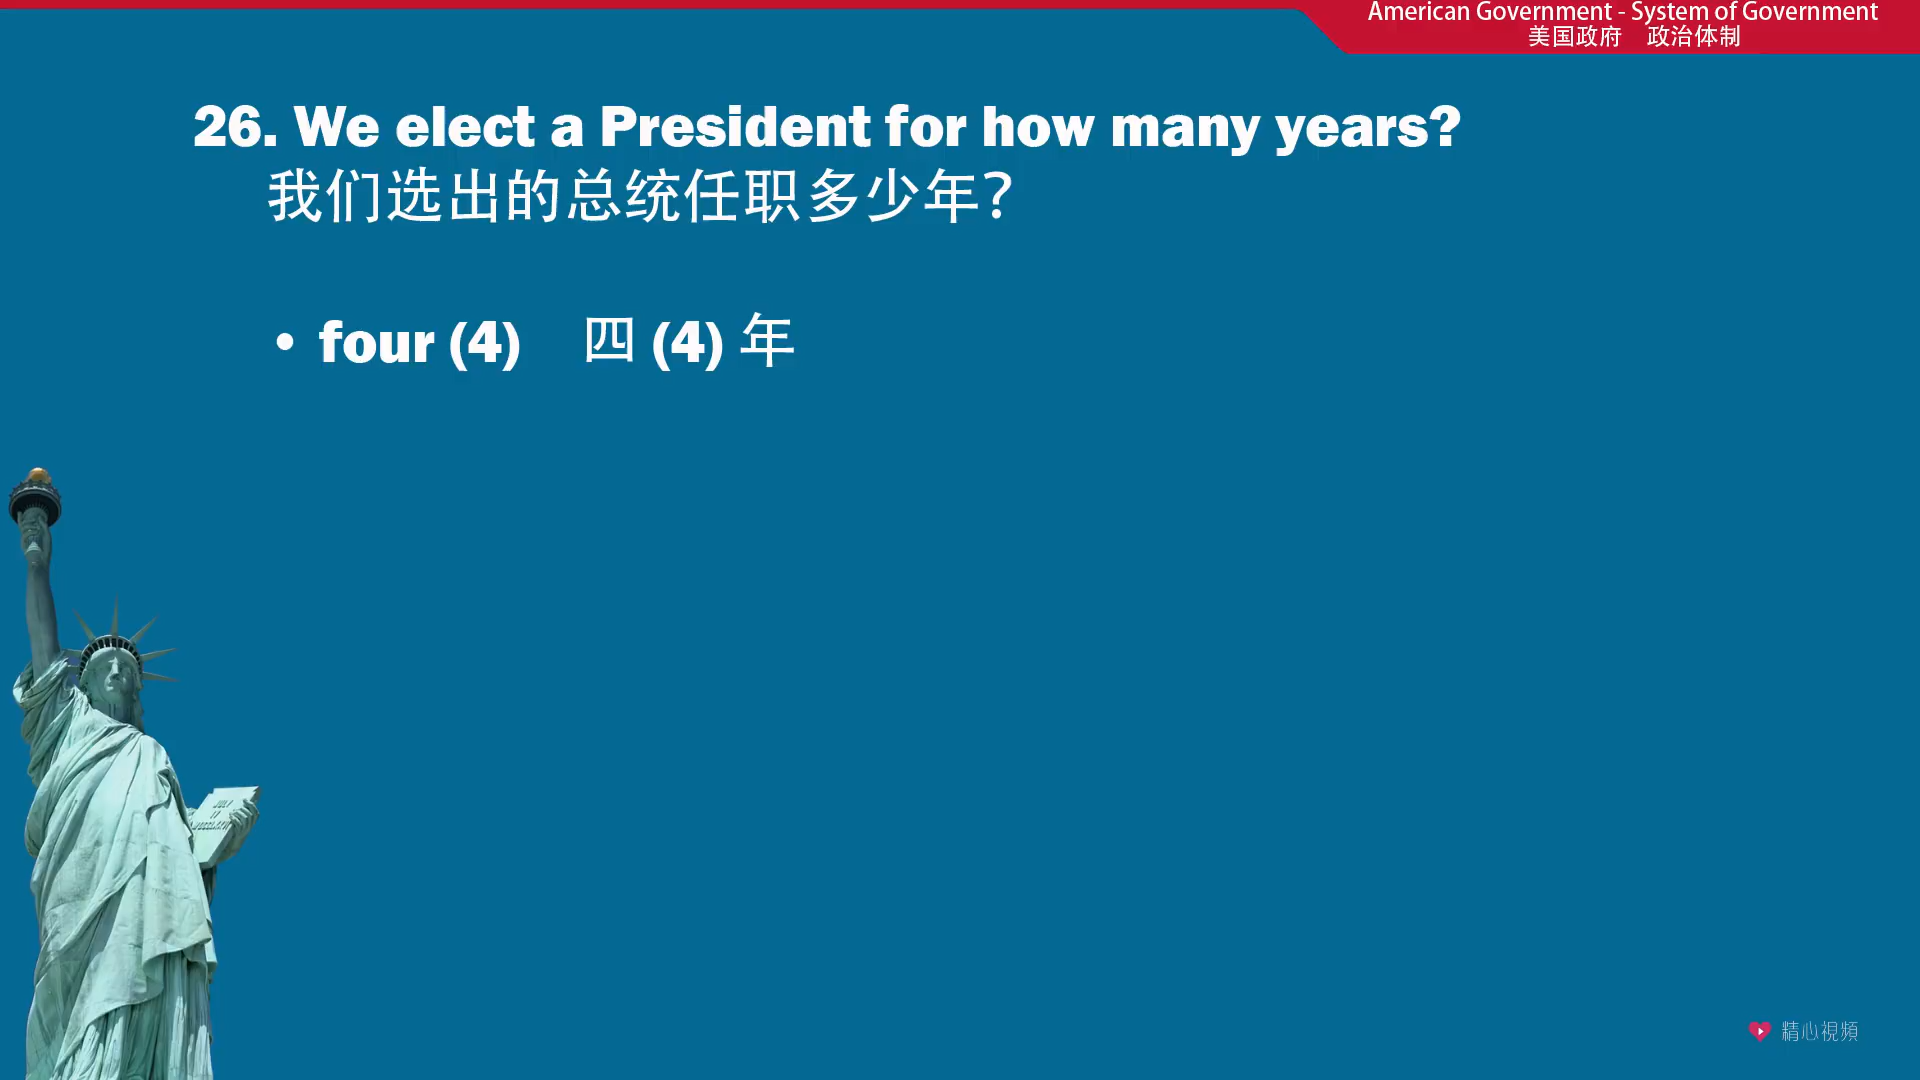 American Government - System of Government
美国政府 政治体制
26. We elect a President for how many years?
我们选出的总统任职多少年?
• four (4) 四 (4) 年
JULY
IV
精心視頻